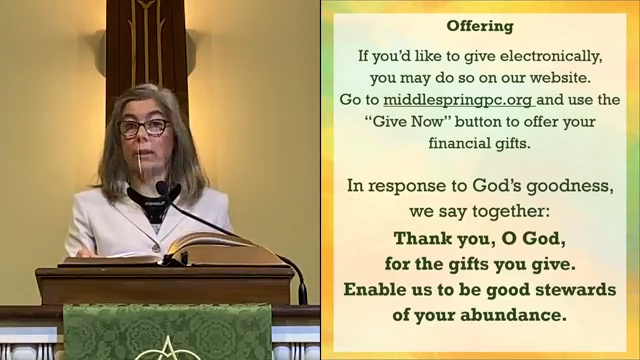 Offering
If you'd like to give electronically,
you may do so on our website.
Go to middlespringpc.org and use the
“Give Now” button to offer your
financial gifts.
In response to God's goodness,
we say together:
Thank you, O God,
for the gifts you give.
Enable us to be good stewards
of your abundance.